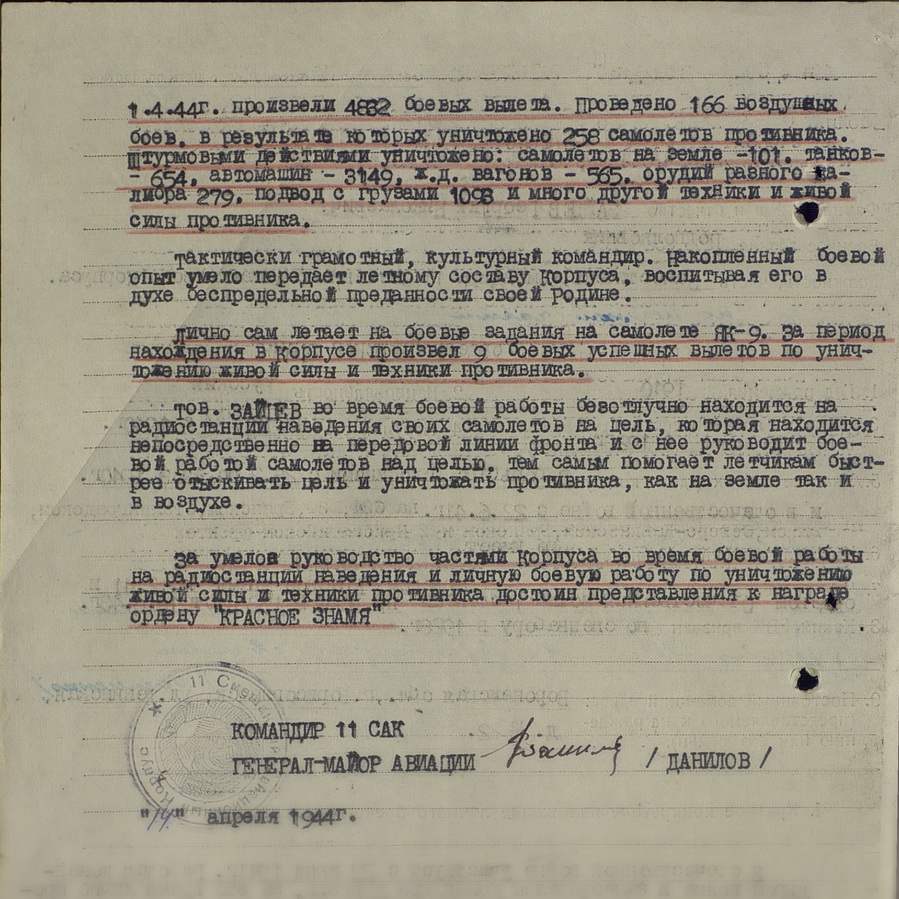 1.4.44г. произвели 4832 боевых вылета. Проведено 166 воздушных
боев, в результате которых уничтожено 258 самолетов противника.
Штурмовыми действиями уничтожено: самолетов на земле -101. танков-
- 654, автомашин - 3149, ж.д. вагонов - 565. орудий разного ка-
либра 279. подвод с грузами 1093 и много другой техники и живой
силы противника.
Тактически грамотный, культурный командир. Накопленный боевой
опыт умело передает летному составу Корпуса, воспитывая его в
духе беспредельной преданности своей Родине.
Лично сам летает на боевые задания на самолете ЯК-9. За период
нахождения в Корпусе произвел 9 боевых успешных вылетов по унич-
тожению живой силы и техники противника.
Тов. ЗАЙЦЕВ во время боевой работы безотлучно находится на
радиостанции наведения своих самолетов на цель, которая находится
непосредственно на передовой линии фронта и с нее руководит бое-
вой работой самолетов над целью. тем самым помогает летчикам быст-
рее отыскивать цель и уничтожать противника, как на земле так и
в воздухе.
За умелое руководство частями Корпуса во время боевой работы
на радиостанции наведения и личную боевую работу по уничтожению
живой силы и техники противника достоин представления к награде
ордену "КРАСНОЕ ЗНАМЯ" .
КОМАНДИР 11 САК
ГЕНЕРАЛ-МАЙОР АВИАЦИИ / ДАНИЛОВ /
"14" апреля 1944г.